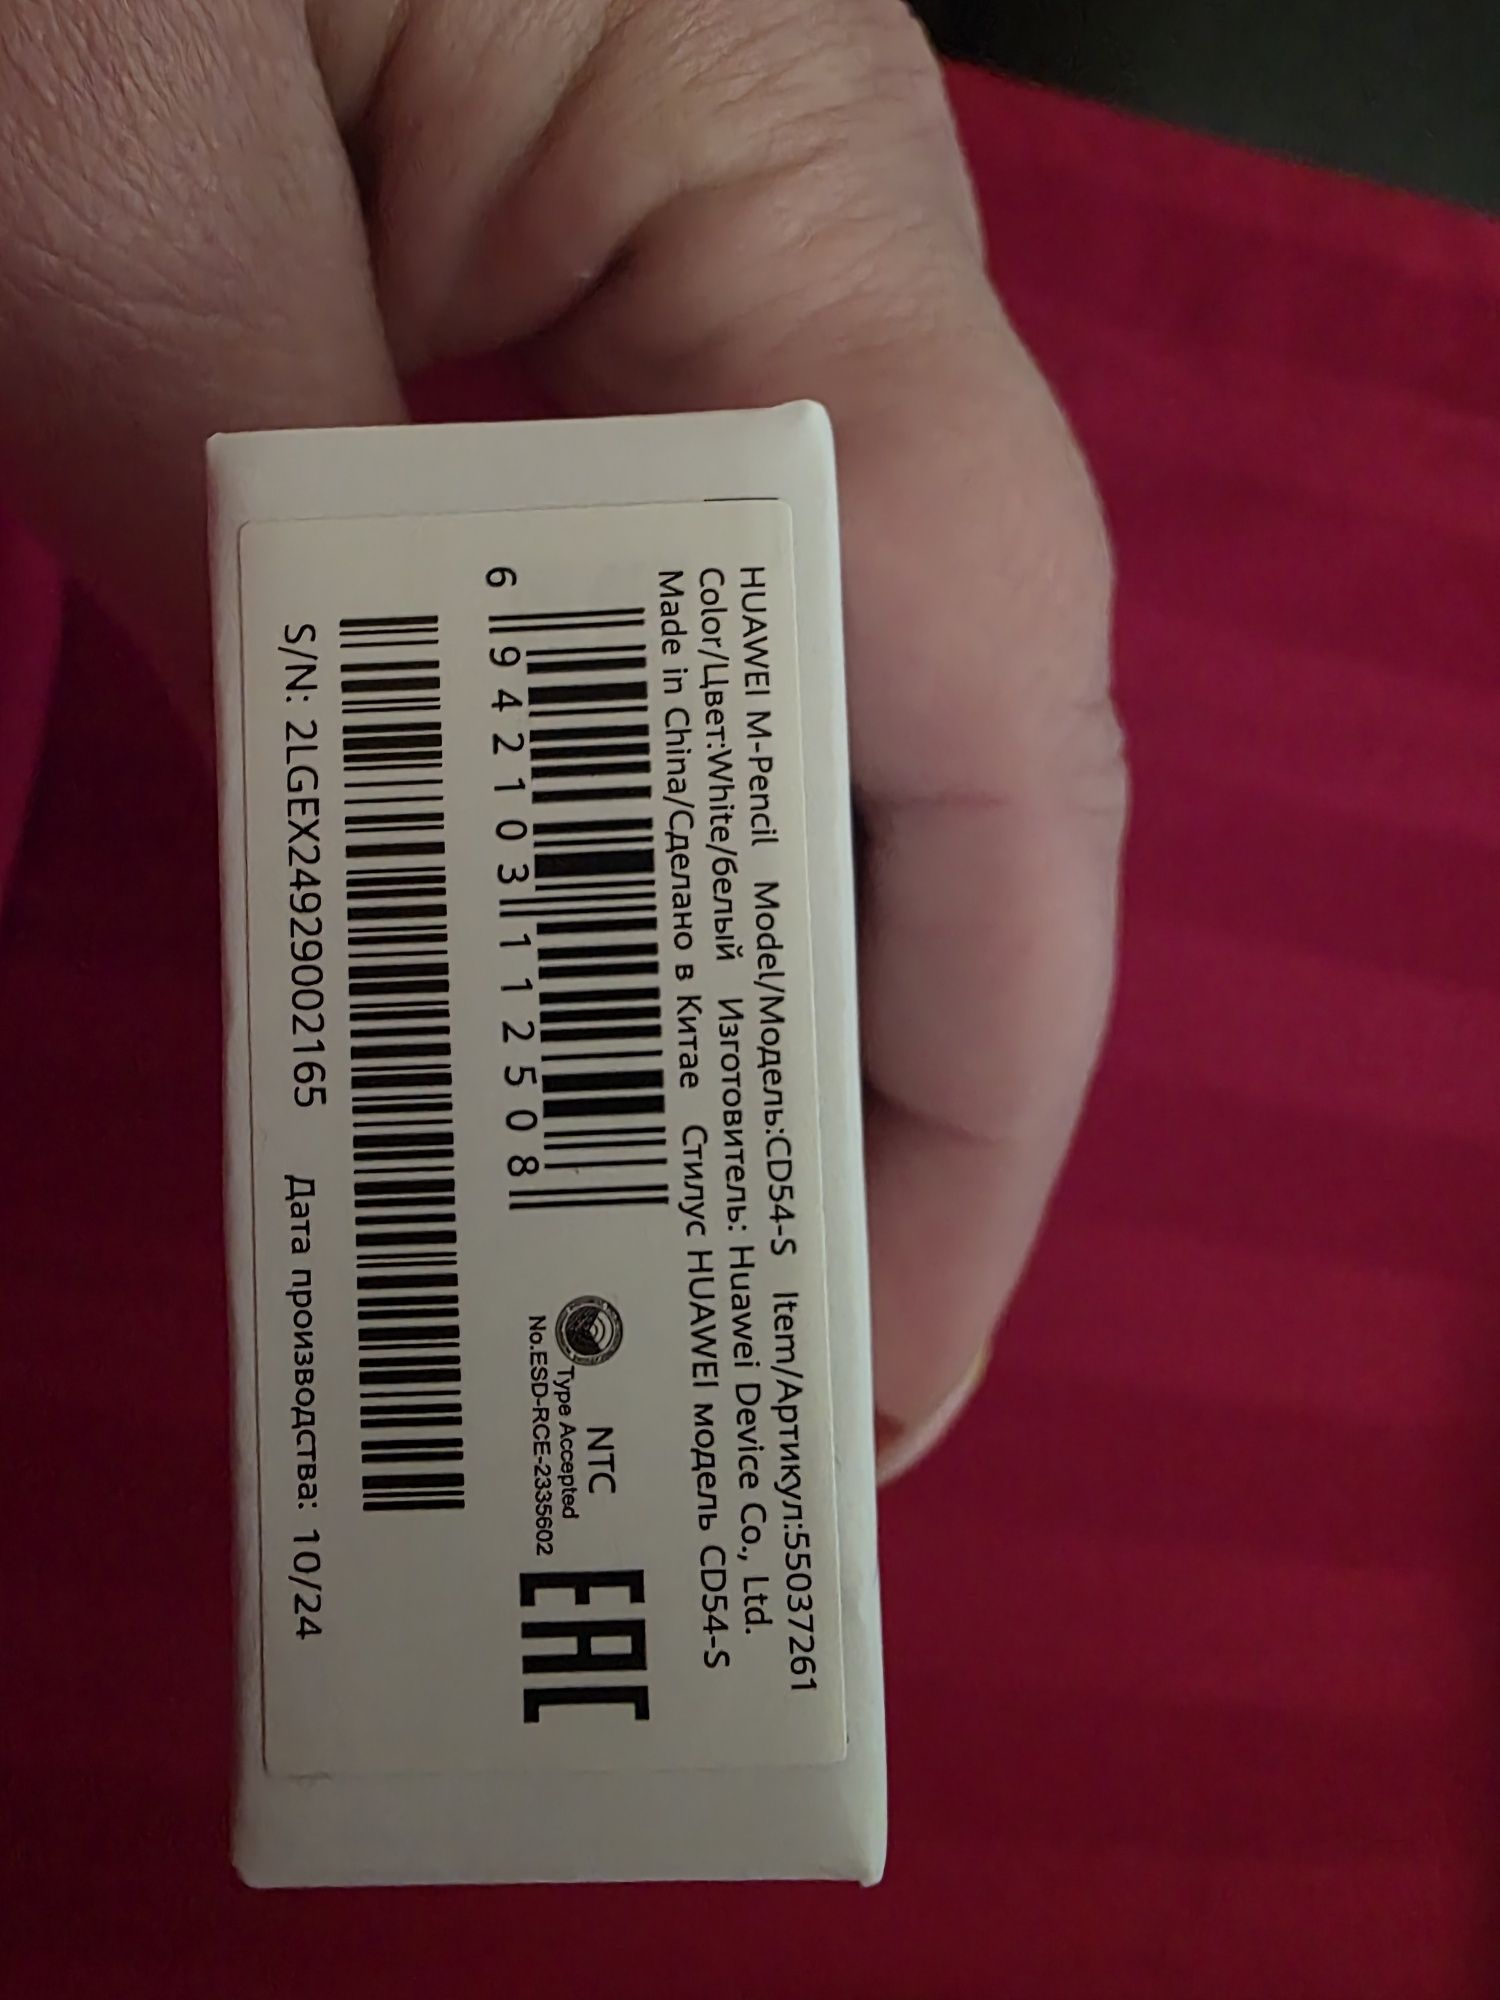 HUAWEI M-Pencil Model/Модель:CD54-S Item/Артикул:55037261
Color/Цвет:White/белый Изготовитель: Huawei Device Co., Ltd.
Made in China/Сделано в Китае Стилус HUAWEI модель CD54-S
6 942103 112508
NTC
Type Accepted
No.ESD-RCE-2335602
EAC
S/N: 2LGEX24929002165 Дата производства: 10/24